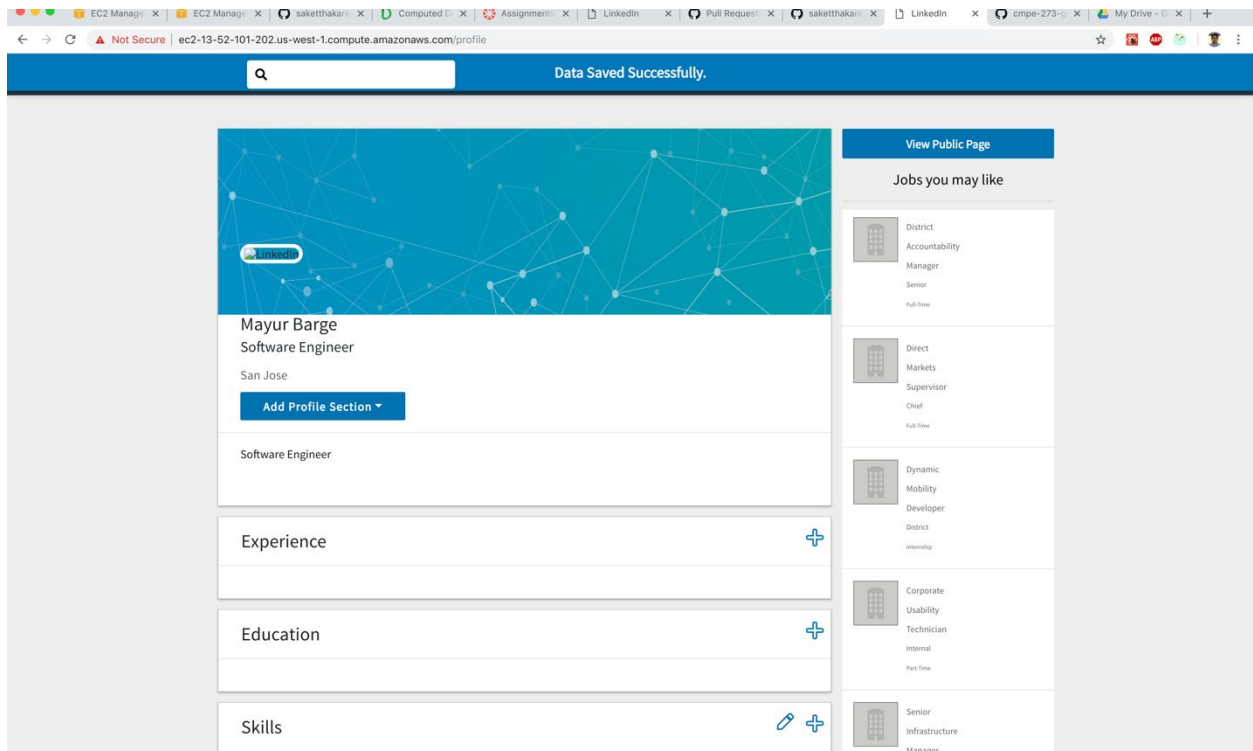 EC2 Manage
EC2 Manage
saketthakare
Computed D
Assignments
LinkedIn
Pull Requests
saketthakare
LinkedIn
cmpe-273-g
My Drive - G
Not Secure
ec2-13-52-101-202.us-west-1.compute.amazonaws.com/profile
ABP
Data Saved Successfully.
LinkedIn
Mayur Barge
Software Engineer
San Jose
Add Profile Section
Software Engineer
Experience
Education
Skills
View Public Page
Jobs you may like
District
Accountability
Manager
Senior
Full-Time
Direct
Markets
Supervisor
Chief
Full-Time
Dynamic
Mobility
Developer
District
Internship
Corporate
Usability
Technician
Internal
Part-Time
Senior
Infrastructure
Manager